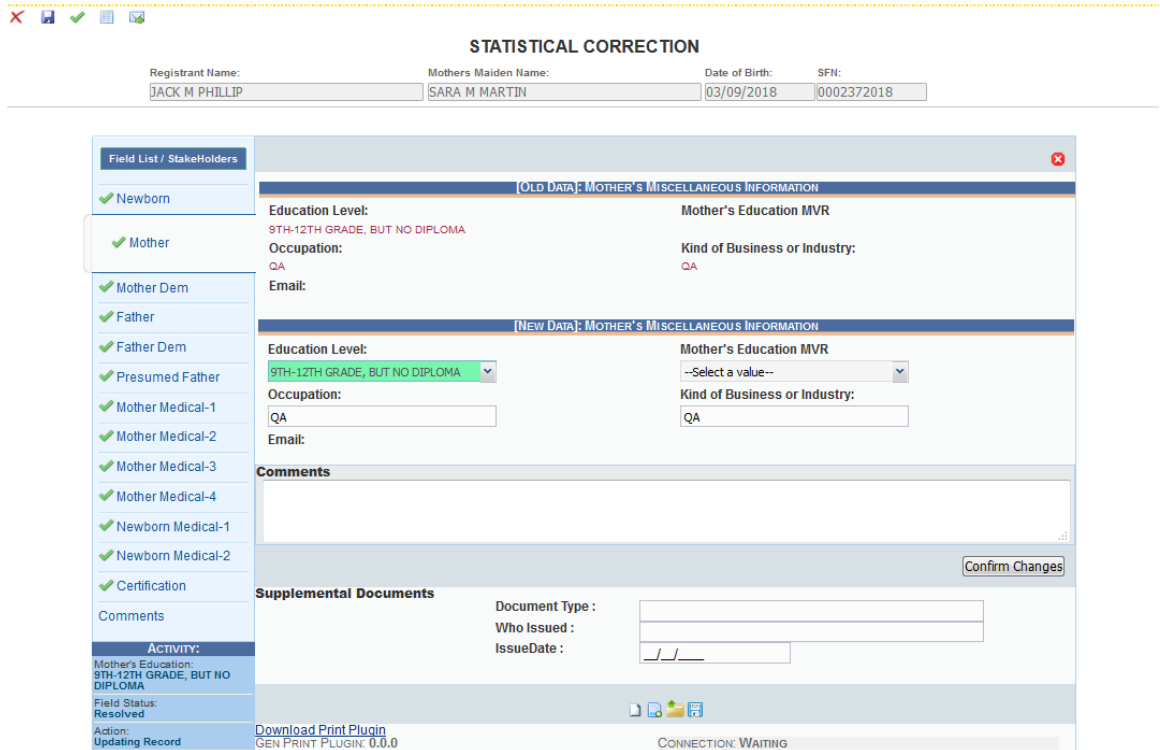 STATISTICAL CORRECTION
Registrant Name: Mothers Maiden Name: Date of Birth: SFN:
JACK M PHILLIP SARA M MARTIN 03/09/2018 0002372018
Field List / StakeHolders
Newborn
Mother
Mother Dem
Father
Father Dem
Presumed Father
Mother Medical-1
Mother Medical-2
Mother Medical-3
Mother Medical-4
Newborn Medical-1
Newborn Medical-2
Certification
Comments
ACTIVITY:
Mother's Education:
9TH-12TH GRADE, BUT NO
DIPLOMA
Field Status:
Resolved
Action:
Updating Record
[OLD DATA]: MOTHER'S MISCELLANEOUS INFORMATION
Education Level: Mother's Education MVR
9TH-12TH GRADE, BUT NO DIPLOMA
Occupation: Kind of Business or Industry:
QA QA
Email:
[NEW DATA]: MOTHER'S MISCELLANEOUS INFORMATION
Education Level: Mother's Education MVR
9TH-12TH GRADE, BUT NO DIPLOMA --Select a value--
Occupation: Kind of Business or Industry:
QA QA
Email:
Comments
Confirm Changes
Supplemental Documents
Document Type :
Who Issued :
IssueDate : __/__/____
Download Print Plugin
GEN PRINT PLUGIN: 0.0.0 CONNECTION: WAITING